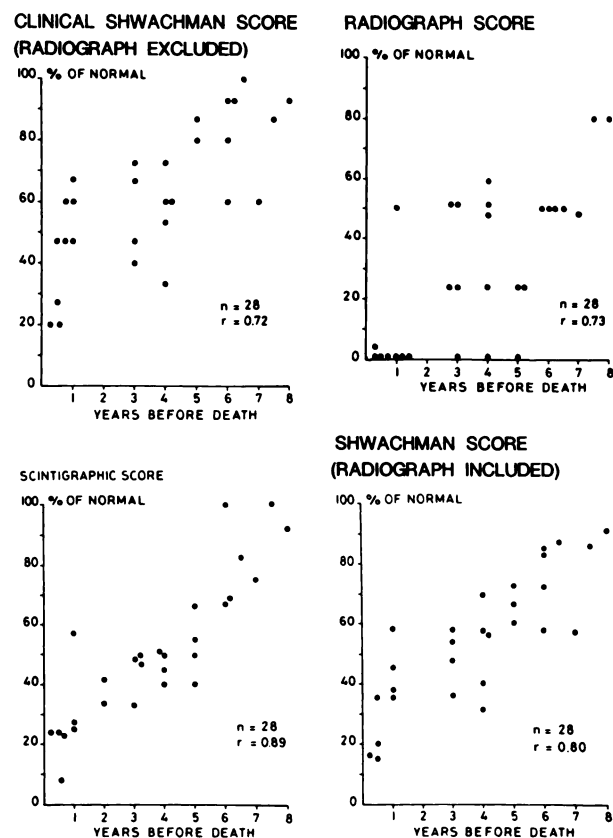 CLINICAL SHWACHMAN SCORE
(RADIOGRAPH EXCLUDED)
100 % OF NORMAL
80
60
40
20
0
n = 28
r = 0.72
1 2 3 4 5 6 7 8
YEARS BEFORE DEATH
RADIOGRAPH SCORE
100 % OF NORMAL
80
60
40
20
0
n = 28
r = 0.73
1 2 3 4 5 6 7 8
YEARS BEFORE DEATH
SCINTIGRAPHIC SCORE
100 % OF NORMAL
80
60
40
20
0
n = 28
r = 0.89
1 2 3 4 5 6 7 8
YEARS BEFORE DEATH
SHWACHMAN SCORE
(RADIOGRAPH INCLUDED)
100 % OF NORMAL
80
60
40
20
0
n = 28
r = 0.80
1 2 3 4 5 6 7 8
YEARS BEFORE DEATH